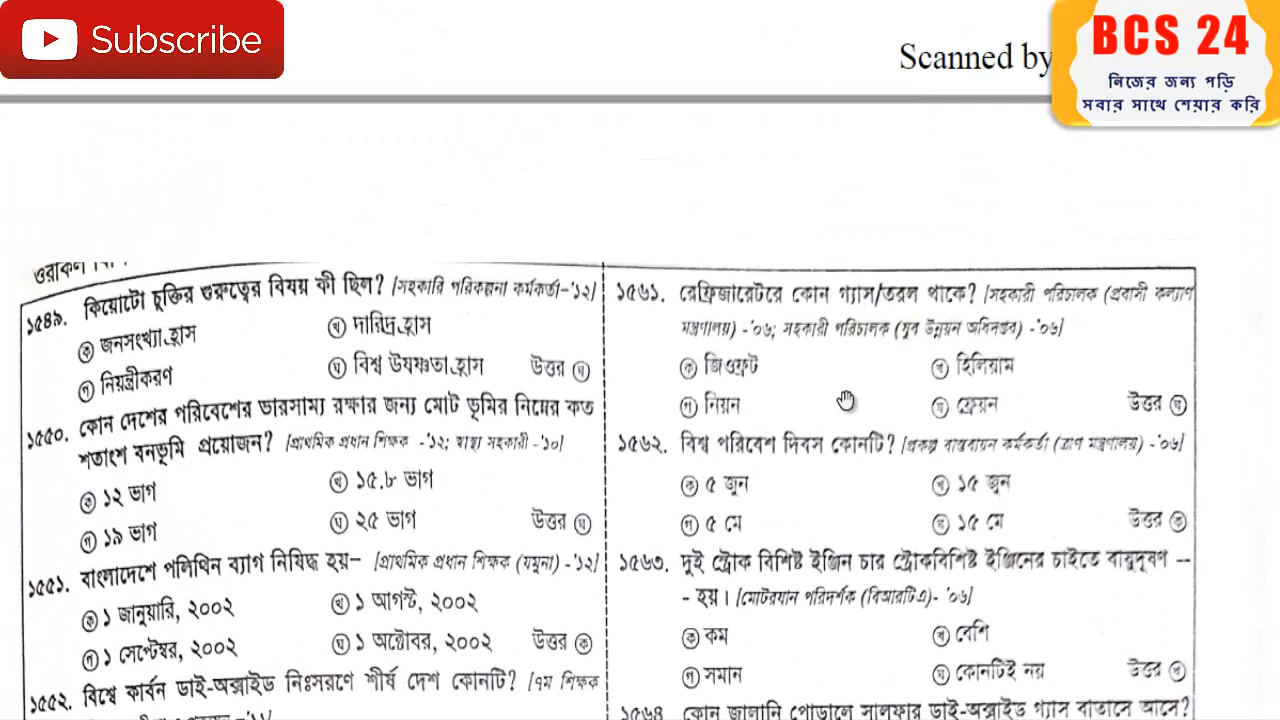 Subscribe
Scanned by
BCS 24
নিজের জন্য পড়ি
সবার সাথে শেয়ার করি
১৫৪৯. কিয়োটো চুক্তির গুরুত্বের বিষয় কী ছিল? [সহকারি পরিকল্পনা কর্মকর্তা-'১২]
ক জনসংখ্যা হ্রাস
খ দারিদ্র হ্রাস
গ নিয়ন্ত্রীকরণ
ঘ বিশ্ব উযষ্ণতা হ্রাস
উত্তর ঘ
১৫৫০. কোন দেশের পরিবেশের ভারসাম্য রক্ষার জন্য মোট ভূমির নিম্নের কত
শতাংশ বনভূমি প্রয়োজন? [প্রাথমিক প্রধান শিক্ষক -'১২; স্বাস্থ্য সহকারী -'১০]
ক ১২ ভাগ
খ ১৫.৮ ভাগ
গ ১৯ ভাগ
ঘ ২৫ ভাগ
উত্তর ঘ
১৫৫১. বাংলাদেশে পলিথিন ব্যাগ নিষিদ্ধ হয়- [প্রাথমিক প্রধান শিক্ষক (যমুনা) -'১২]
ক ১ জানুয়ারি, ২০০২
খ ১ আগস্ট, ২০০২
গ ১ সেপ্টেম্বর, ২০০২
ঘ ১ অক্টোবর, ২০০২
উত্তর ক
১৫৫২. বিশ্বে কার্বন ডাই-অক্সাইড নিঃসরণে শীর্ষ দেশ কোনটি? [৭ম শিক্ষক
১৫৬১. রেফ্রিজারেটরে কোন গ্যাস/তরল থাকে? [সহকারী পরিচালক (প্রবাসী কল্যাণ
মন্ত্রণালয়) -'০৬; সহকারী পরিচালক (যুব উন্নয়ন অধিদপ্তর) -'০৬]
ক
খ হিলিয়াম
গ নিয়ন
ঘ ফ্রেয়ন
উত্তর ঘ
১৫৬২. বিশ্ব পরিবেশ দিবস কোনটি? [প্রকল্প বাস্তবায়ন কর্মকর্তা (ত্রাণ মন্ত্রণালয়) -'০৬]
ক ৫ জুন
খ ১৫ জুন
গ ৫ মে
ঘ ১৫ মে
উত্তর ক
১৫৬৩. দুই স্ট্রোক বিশিষ্ট ইঞ্জিন চার স্ট্রোকবিশিষ্ট ইঞ্জিনের চাইতে বায়ুদূষণ --
- হয়। [মোটরযান পরিদর্শক (বিআরটিএ)- '০৬]
ক কম
খ বেশি
গ সমান
ঘ কোনটিই নয়
উত্তর খ
১৫৬৪. কোন জ্বালানি পোড়ালে সালফার ডাই-অক্সাইড গ্যাস বাতাসে আসে?